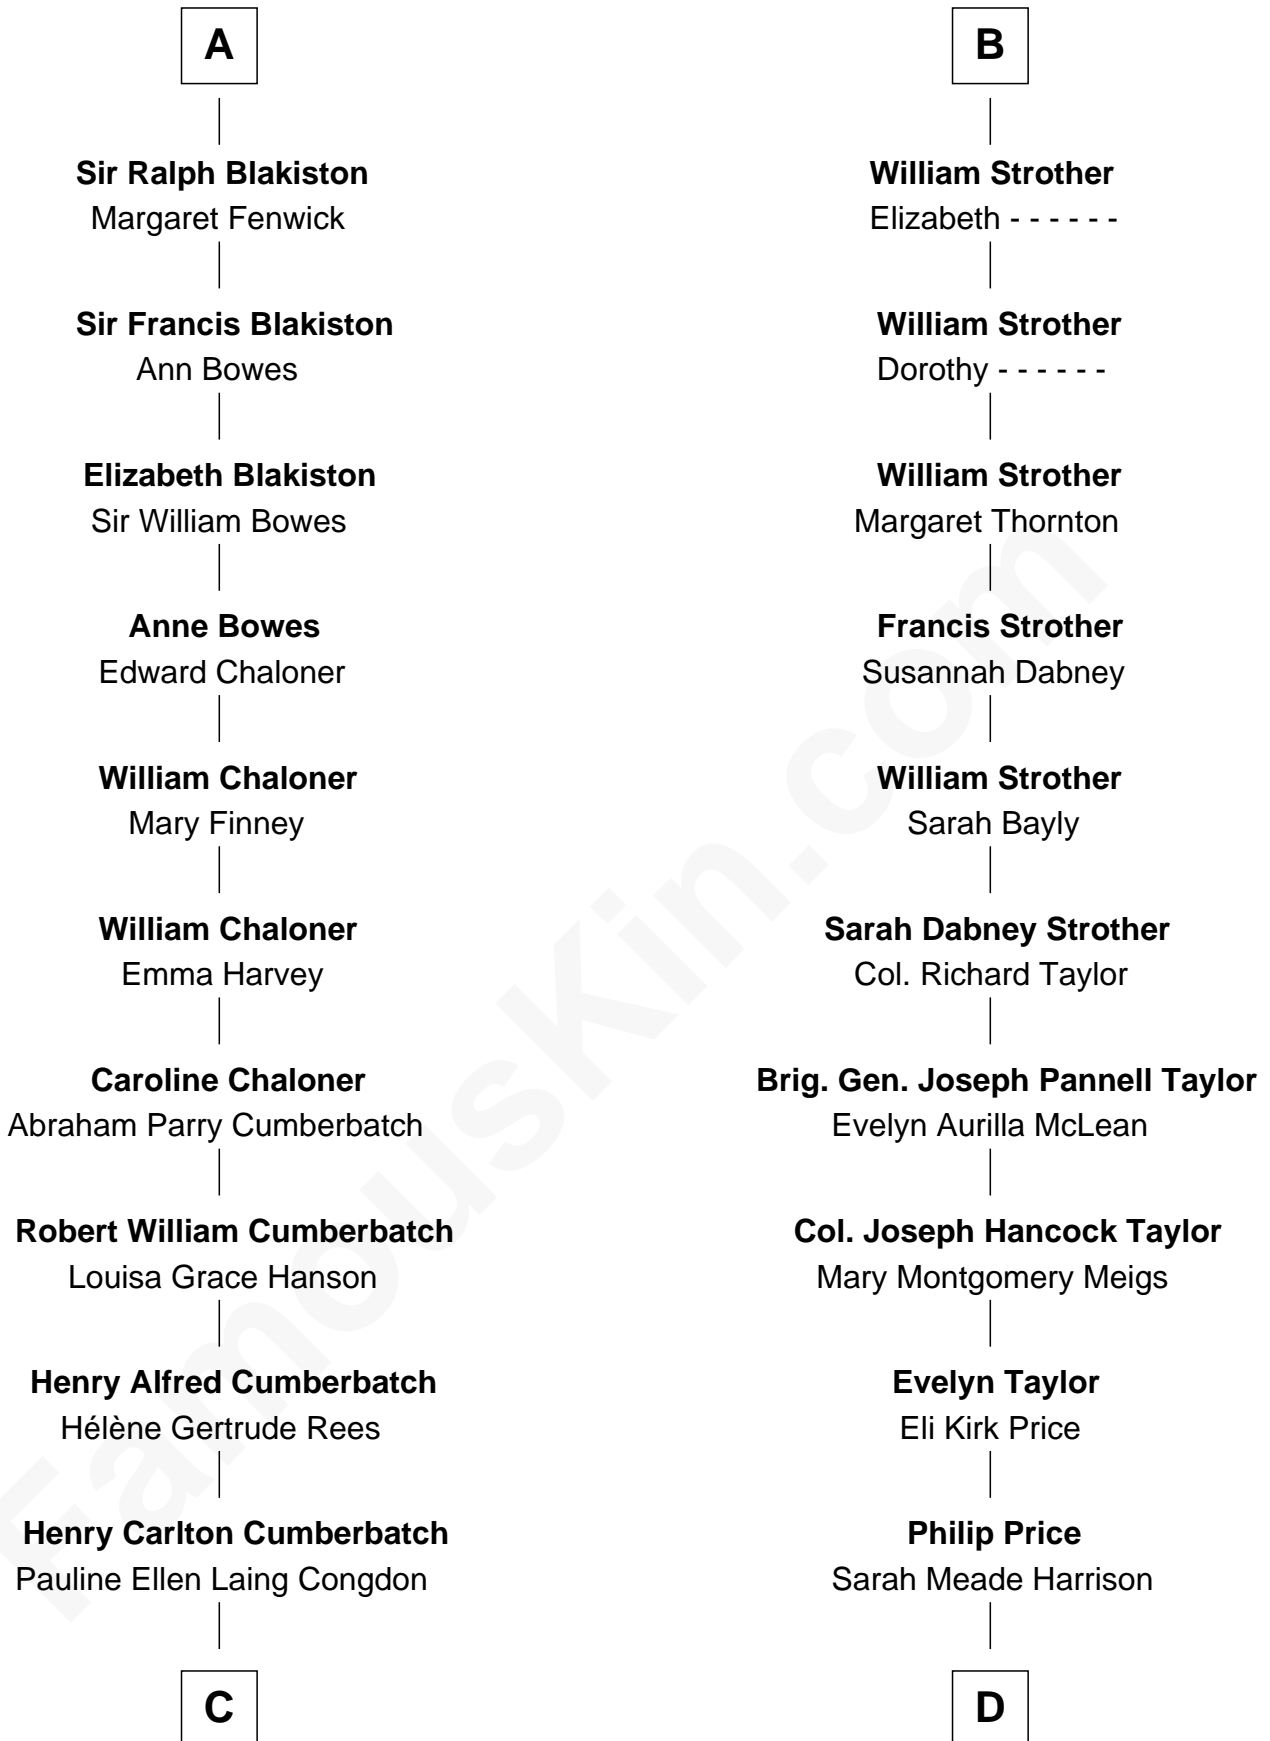 A
Sir Ralph Blakiston
Margaret Fenwick
Sir Francis Blakiston
Ann Bowes
Elizabeth Blakiston
Sir William Bowes
Anne Bowes
Edward Chaloner
William Chaloner
Mary Finney
William Chaloner
Emma Harvey
Caroline Chaloner
Abraham Parry Cumberbatch
Robert William Cumberbatch
Louisa Grace Hanson
Henry Alfred Cumberbatch
Hélène Gertrude Rees
Henry Carlton Cumberbatch
Pauline Ellen Laing Congdon
C
B
William Strother
Elizabeth - - - - - -
William Strother
Dorothy - - - - - -
William Strother
Margaret Thornton
Francis Strother
Susannah Dabney
William Strother
Sarah Bayly
Sarah Dabney Strother
Col. Richard Taylor
Brig. Gen. Joseph Pannell Taylor
Evelyn Aurilla McLean
Col. Joseph Hancock Taylor
Mary Montgomery Meigs
Evelyn Taylor
Eli Kirk Price
Philip Price
Sarah Meade Harrison
D
FamousKin.com